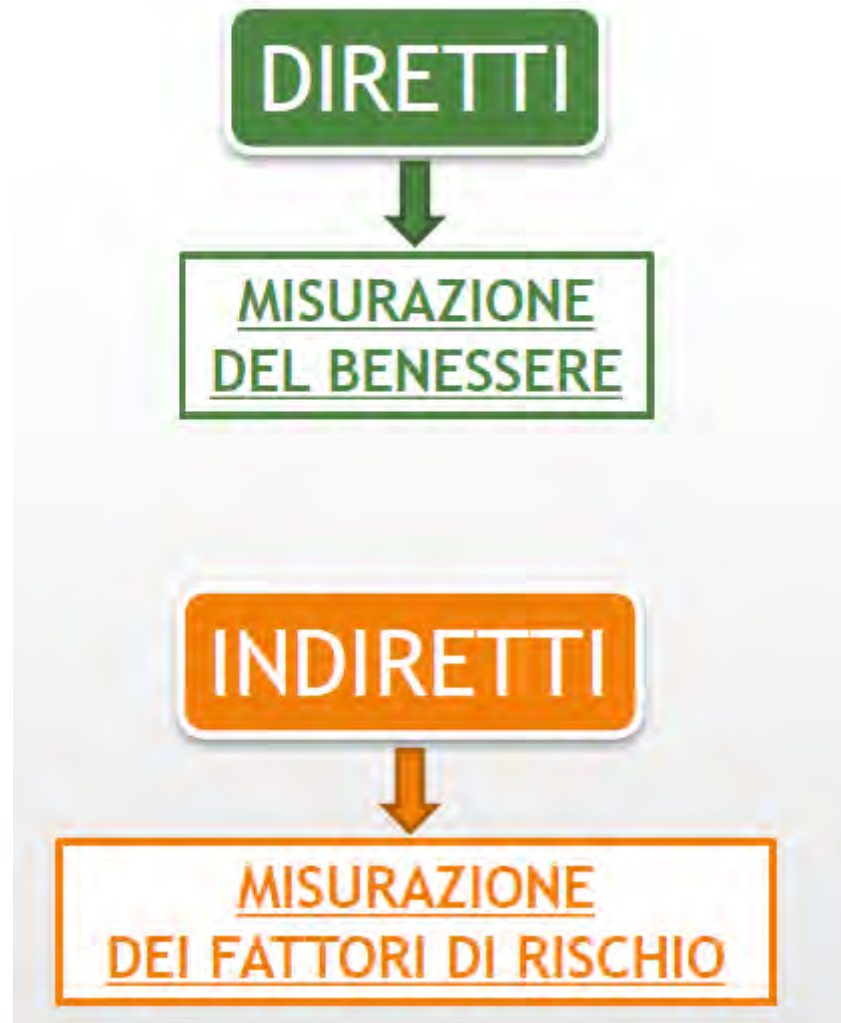 DIRETTI
MISURAZIONE
DEL BENESSERE
INDIRETTI
MISURAZIONE
DEI FATTORI DI RISCHIO